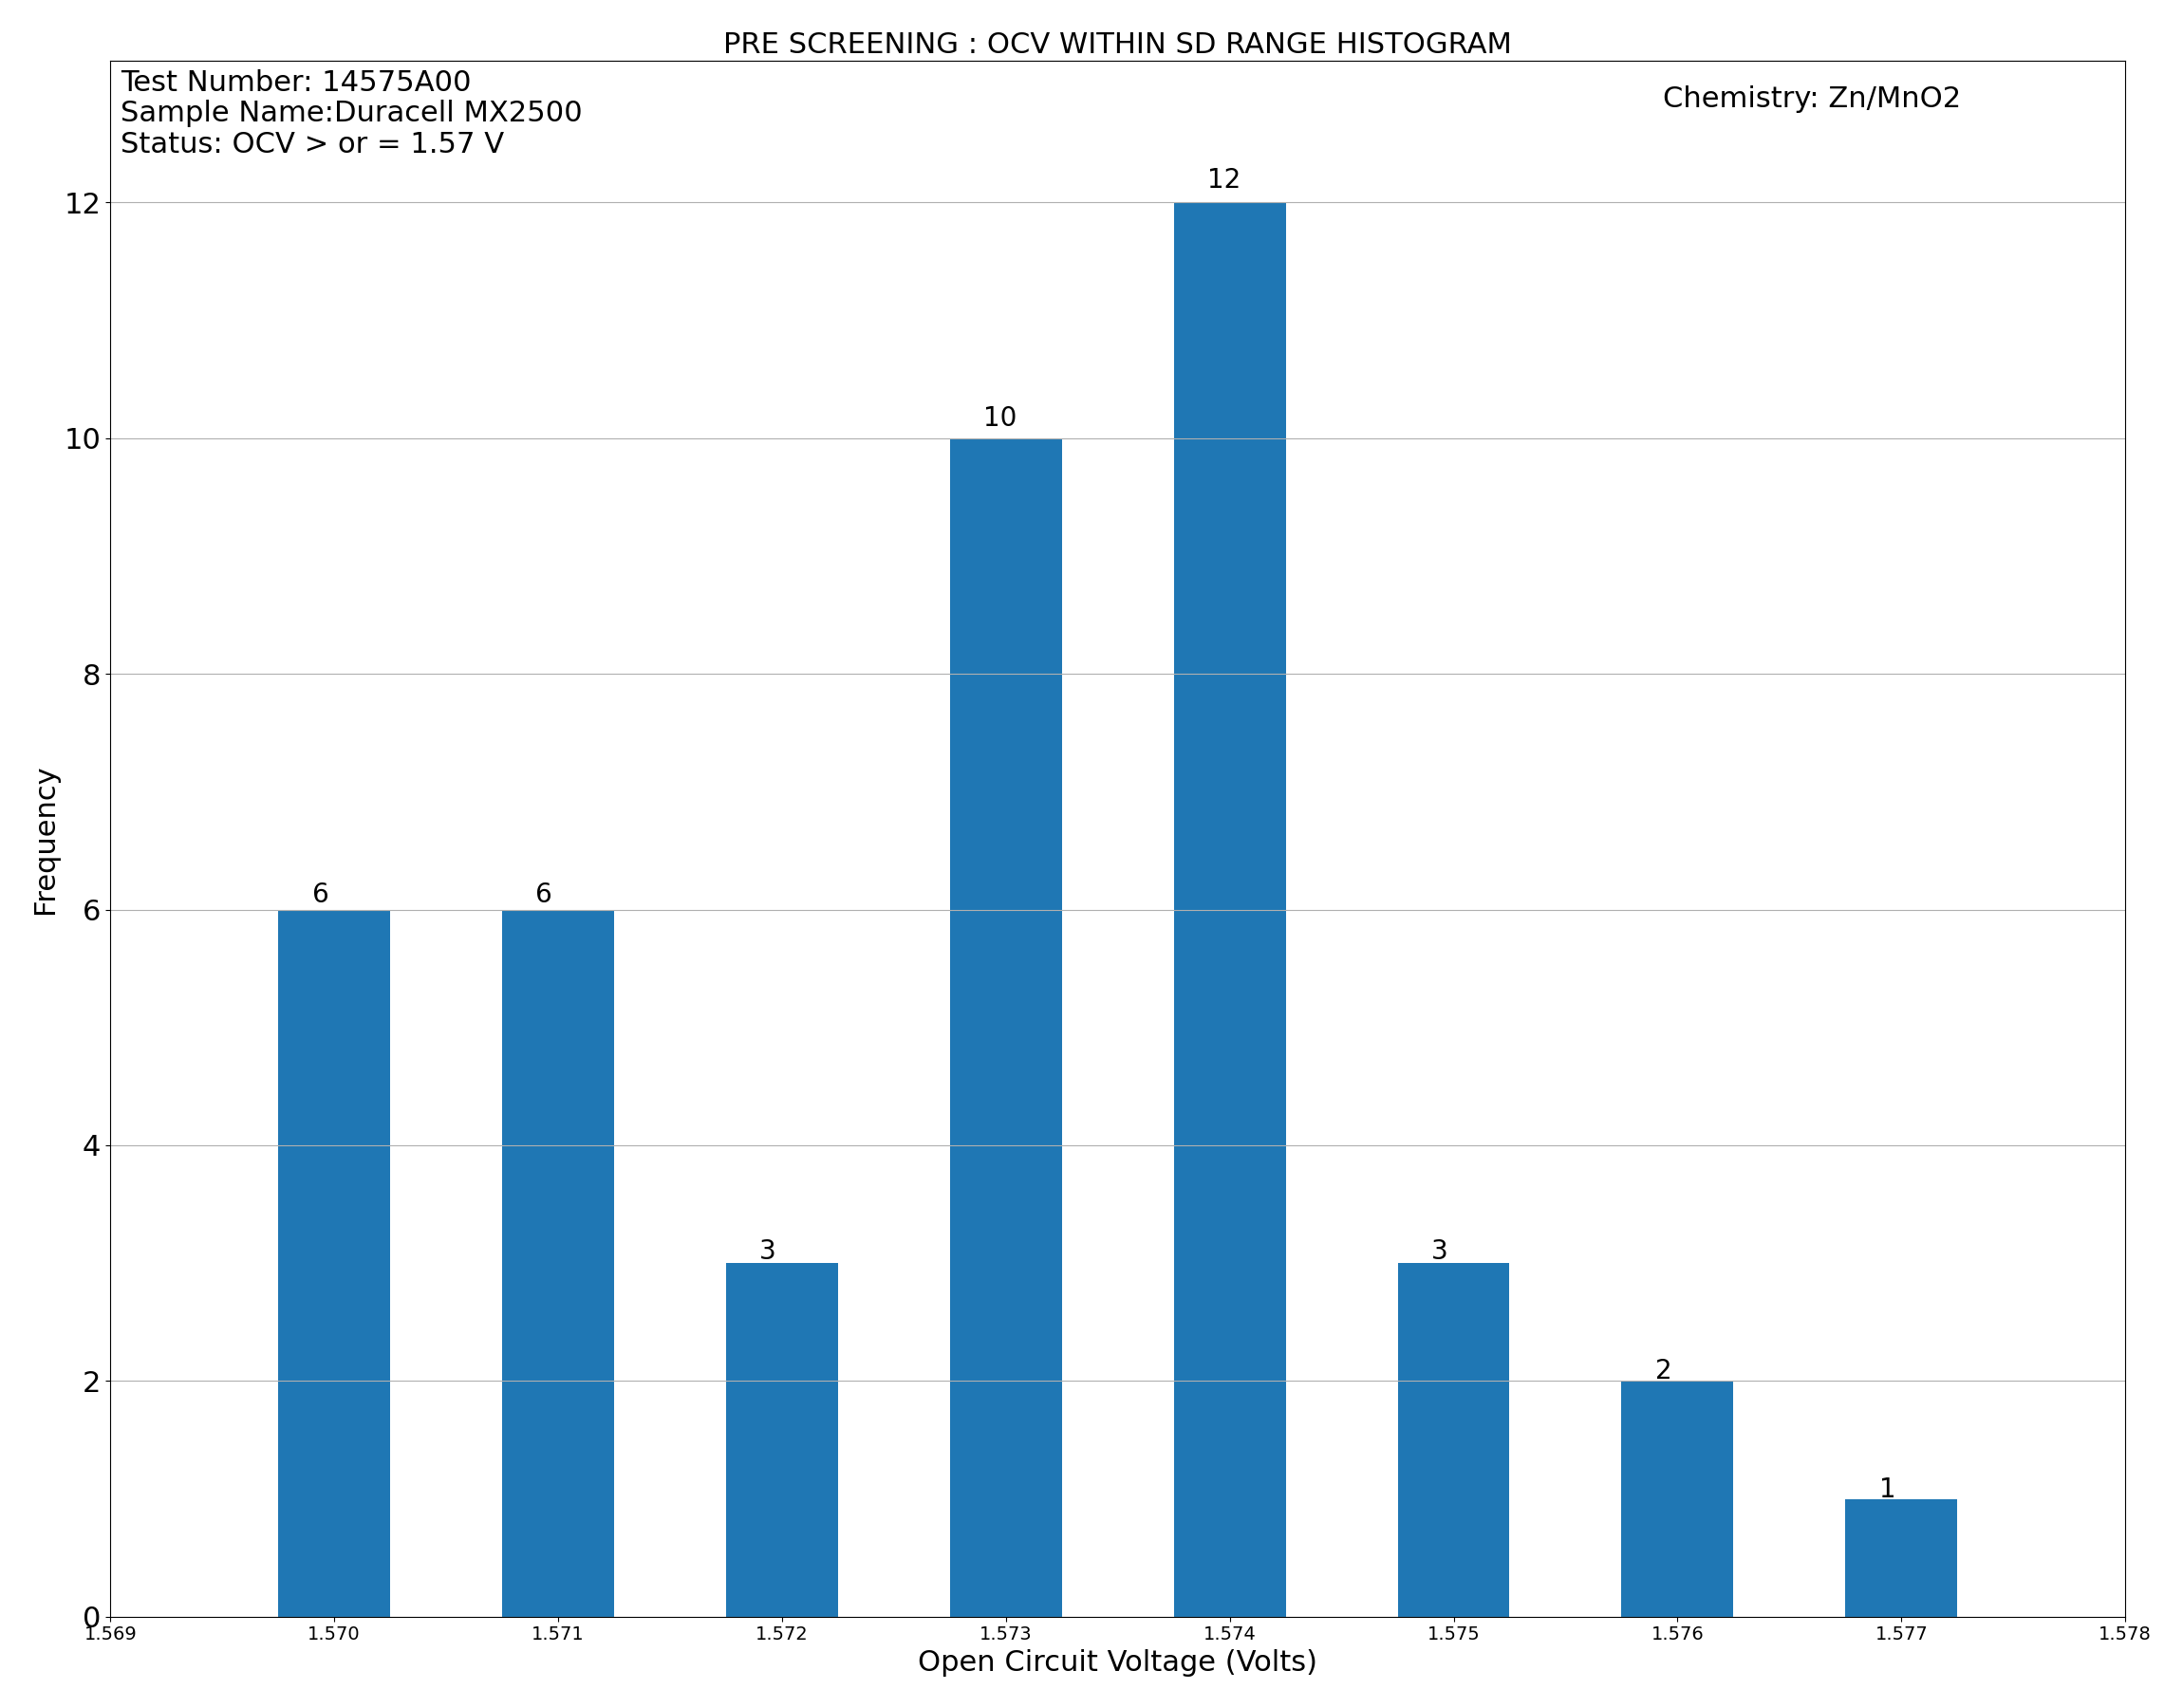 PRE SCREENING : OCV WITHIN SD RANGE HISTOGRAM
Test Number: 14575A00
Sample Name:Duracell MX2500
Status: OCV > or = 1.57 V
Chemistry: Zn/MnO2
12
12
10
10
8
6
6
6
4
3
3
2
2
1
0
Frequency
1.569 1.570 1.571 1.572 1.573 1.574 1.575 1.576 1.577 1.578
Open Circuit Voltage (Volts)